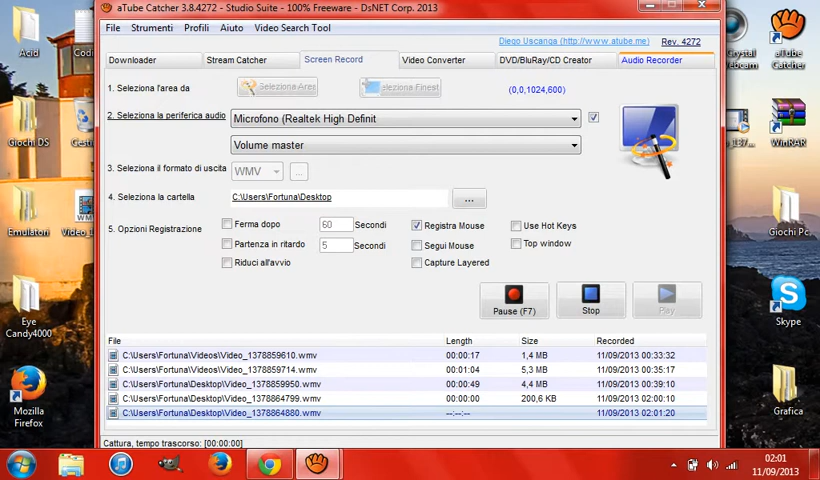 aTube Catcher 3.8.4272 - Studio Suite - 100% Freeware - DsNET Corp. 2013
File Strumenti Profili Aiuto Video Search Tool
Diego Uscanga (http://www.atube.me) Rev. 4272
Downloader Stream Catcher Screen Record Video Converter DVD/BluRay/CD Creator Audio Recorder
1. Seleziona l'area da Seleziona Area (0,0,1024,600)
2. Seleziona la periferica audio Microfono (Realtek High Definit
Volume master
3. Seleziona il formato di uscita WMV ...
4. Seleziona la cartella C:\Users\Fortuna\Desktop ...
5. Opzioni Registrazione Ferma dopo 60 Secondi Registra Mouse Use Hot Keys
Partenza in ritardo 5 Secondi Segui Mouse Top window
Riduci all'avvio Capture Layered
Pause (F7) Stop Play
File Length Size Recorded
C:\Users\Fortuna\Videos\Video_1378859610.wmv 00:00:17 1,4 MB 11/09/2013 00:33:32
C:\Users\Fortuna\Videos\Video_1378859714.wmv 00:01:04 5,3 MB 11/09/2013 00:35:17
C:\Users\Fortuna\Desktop\Video_1378859950.wmv 00:00:49 4,4 MB 11/09/2013 00:39:10
C:\Users\Fortuna\Desktop\Video_1378864799.wmv 00:00:00 200,6 KB 11/09/2013 02:00:10
C:\Users\Fortuna\Desktop\Video_1378864880.wmv --:--:-- 11/09/2013 02:01:20
Cattura, tempo trascorso: [00:00:00]
Acid
Giochi DS
Emulatori
Eye
Candy4000
Mozilla
Firefox
aTube
Catcher
WinRAR
Giochi Pc
Skype
Grafica
02:01
11/09/2013